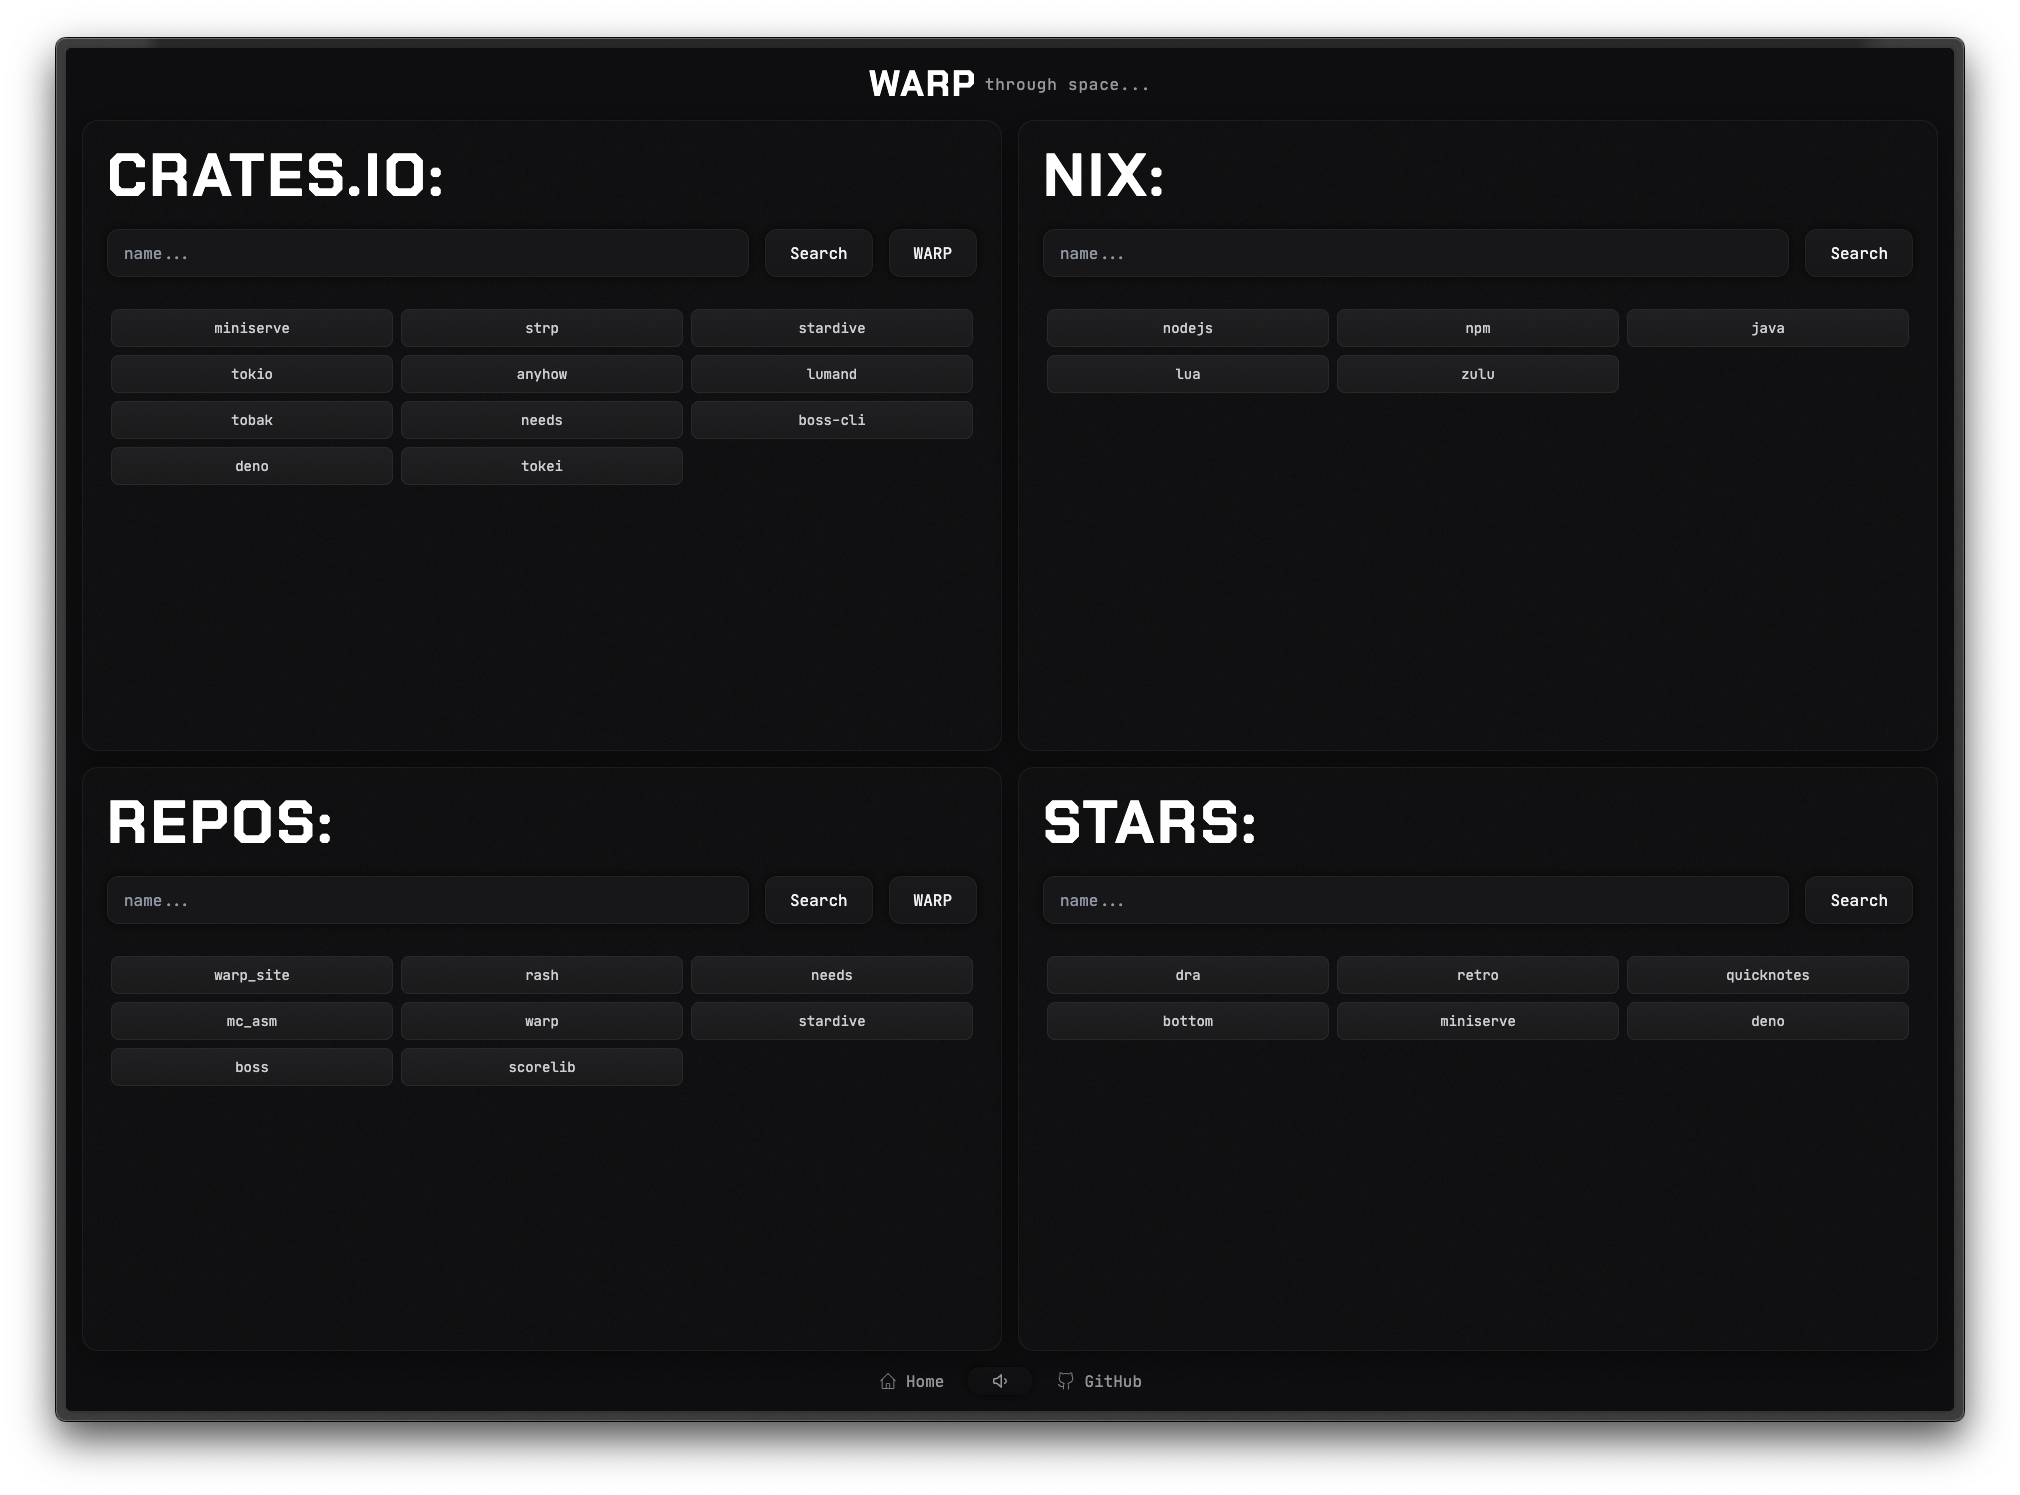 WARP through space...
CRATES.IO:
name...
Search
WARP
miniserve strp stardive
tokio anyhow lumand
tobak needs boss-cli
deno tokei
NIX:
name...
Search
nodejs npm java
lua zulu
REPOS:
name...
Search
WARP
warp_site rash needs
mc_asm warp stardive
boss scorelib
STARS:
name...
Search
dra retro quicknotes
bottom miniserve deno
Home
GitHub